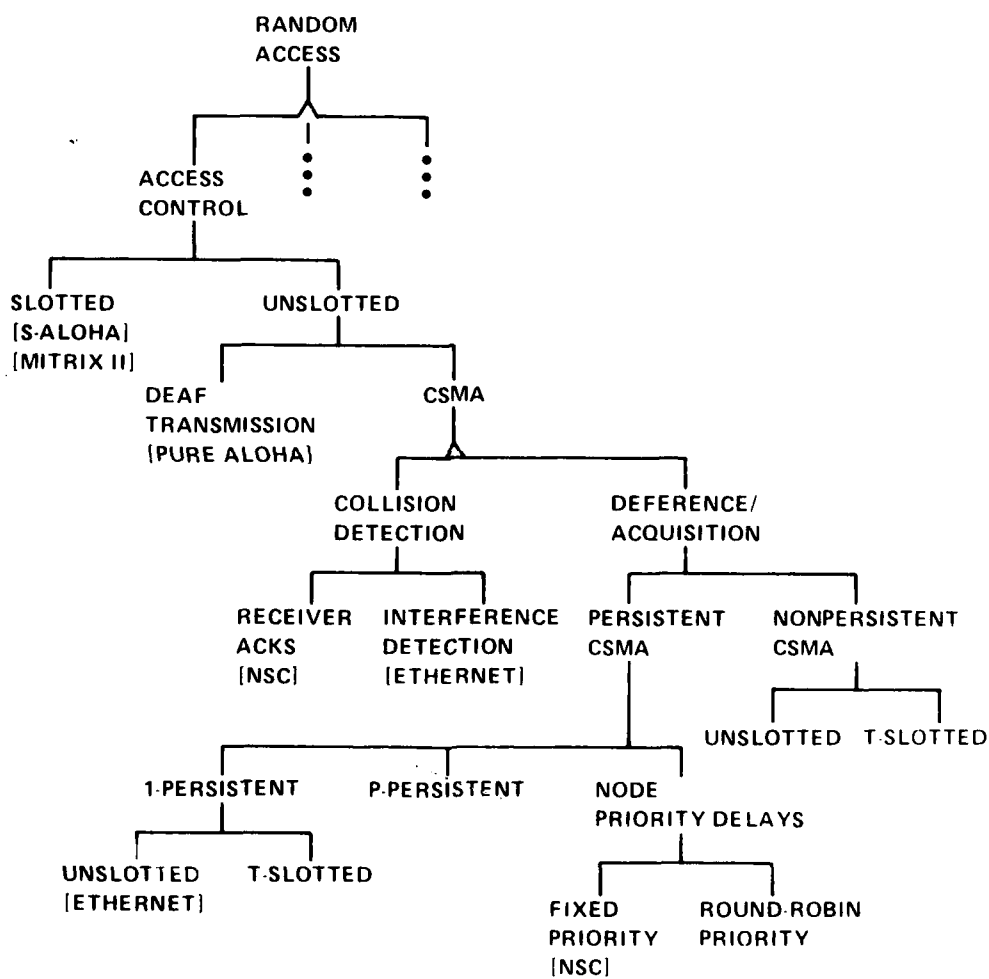 RANDOM
ACCESS
ACCESS
CONTROL
SLOTTED
[S-ALOHA]
[MITRIX II]
UNSLOTTED
DEAF
TRANSMISSION
(PURE ALOHA)
CSMA
COLLISION
DETECTION
DEFERENCE/
ACQUISITION
RECEIVER
ACKS
[NSC]
INTERFERENCE
DETECTION
[ETHERNET]
PERSISTENT
CSMA
NONPERSISTENT
CSMA
UNSLOTTED
T-SLOTTED
1-PERSISTENT
P-PERSISTENT
NODE
PRIORITY DELAYS
UNSLOTTED
[ETHERNET]
T-SLOTTED
FIXED
PRIORITY
[NSC]
ROUND-ROBIN
PRIORITY